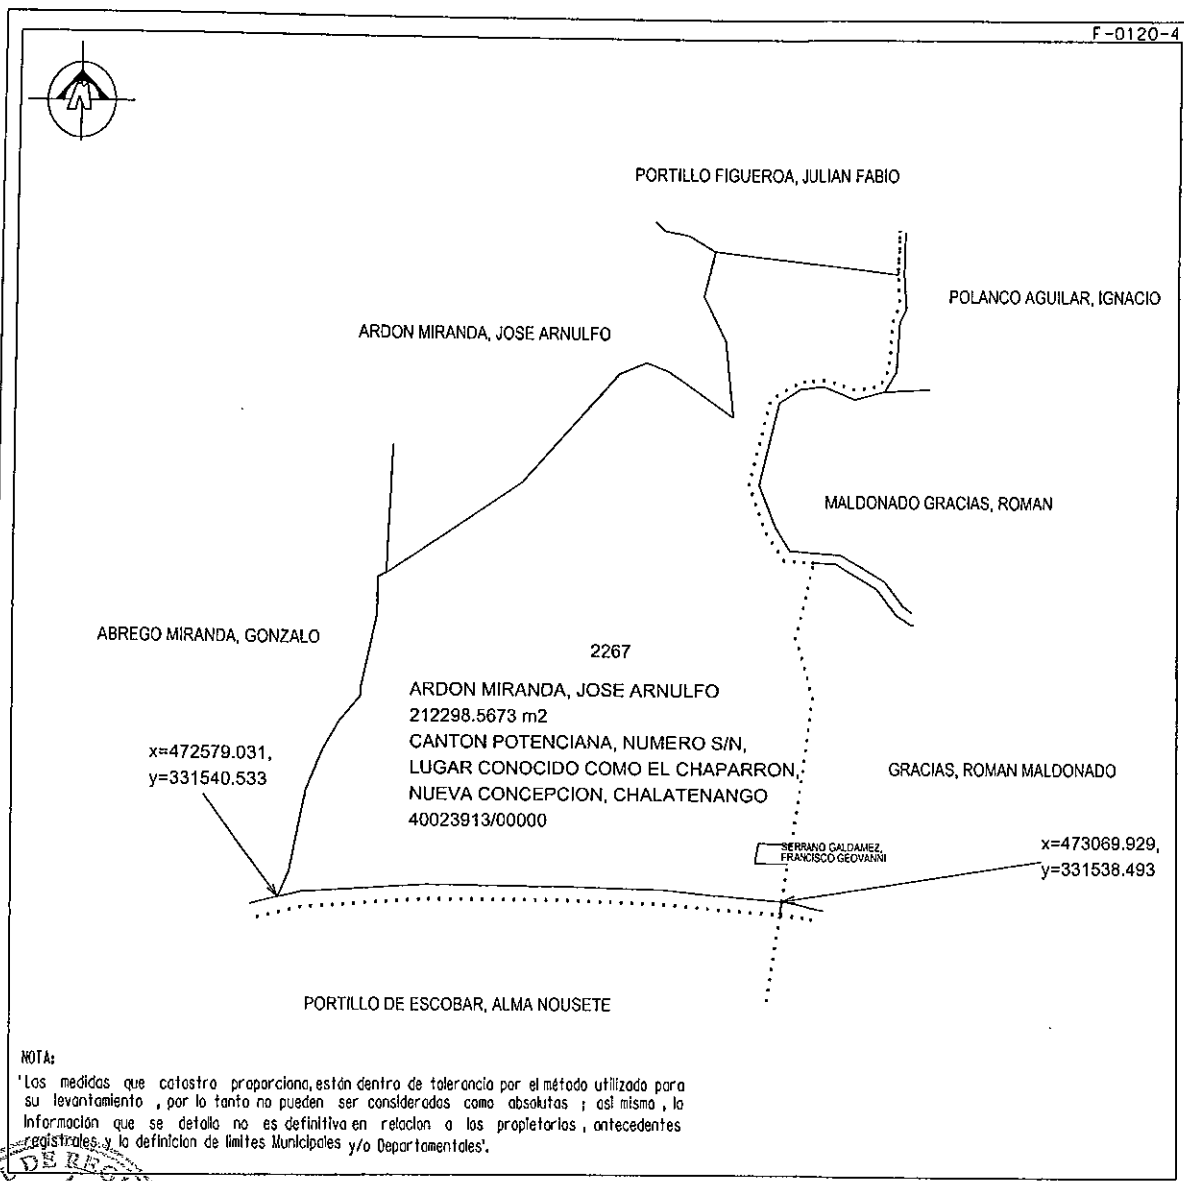 F-0120-4
PORTILLO FIGUEROA, JULIAN FABIO
POLANCO AGUILAR, IGNACIO
ARDON MIRANDA, JOSE ARNULFO
MALDONADO GRACIAS, ROMAN
ABREGO MIRANDA, GONZALO
2267
ARDON MIRANDA, JOSE ARNULFO
212298.5673 m2
CANTON POTENCIANA, NUMERO S/N,
LUGAR CONOCIDO COMO EL CHAPARRON,
NUEVA CONCEPCION, CHALATENANGO
40023913/00000
x=472579.031,
y=331540.533
GRACIAS, ROMAN MALDONADO
SERRANO GALDAMEZ,
FRANCISCO GEOVANNI
x=473069.929,
y=331538.493
PORTILLO DE ESCOBAR, ALMA NOUSETE
NOTA:
'Las medidas que catastro proporciona, están dentro de tolerancia por el método utilizado para
su levantamiento , por lo tanto no pueden ser consideradas como absolutas ; así mismo , la
Información que se detalla no es definitiva en relacion a los propietarios , antecedentes
registrales y la definicion de limites Municipales y/o Departamentales'.
DE REG